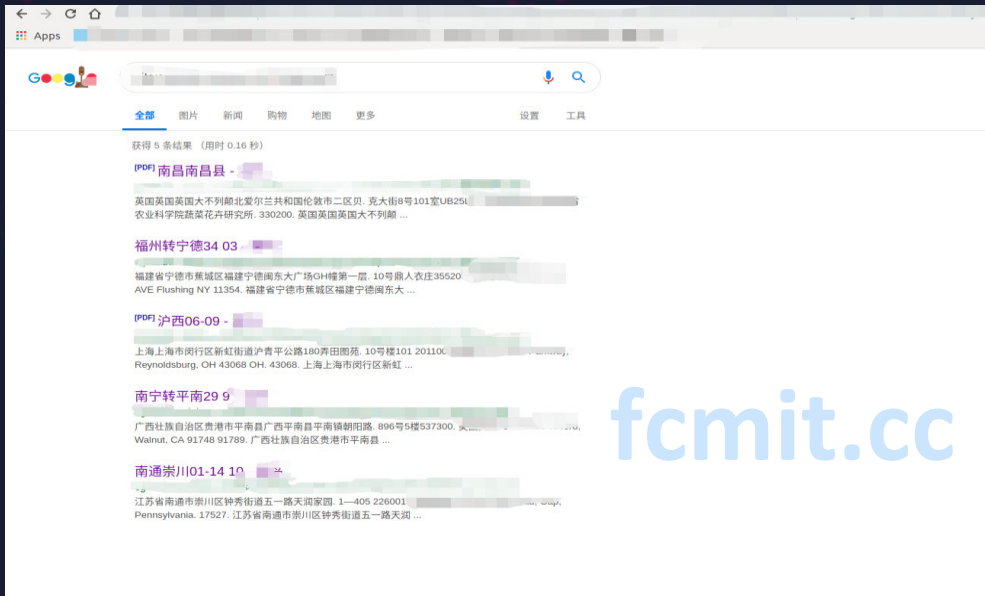 Apps
Google
全部 图片 新闻 购物 地图 更多 设置 工具
获得 5 条结果 （用时 0.16 秒）
[PDF] 南昌南昌县 -
英国英国英国大不列颠北爱尔兰共和国伦敦市二区贝. 克大街8号101室UB25L
农业科学院蔬菜花卉研究所. 330200. 英国英国英国大不列颠 ...
福州转宁德34 03
福建省宁德市蕉城区福建宁德闽东大广场GH幢第一层. 10号鼎人衣庄35520
AVE Flushing NY 11354. 福建省宁德市蕉城区福建宁德闽东大 ...
[PDF] 沪西06-09 -
上海上海市闵行区新虹街道沪青平公路180弄田图苑. 10号楼101 201100
Reynoldsburg, OH 43068 OH. 43068. 上海上海市闵行区新虹 ...
南宁转平南29 9
广西壮族自治区贵港市平南县广西平南县平南镇朝阳路. 896号5楼537300.
Walnut, CA 91748 91789. 广西壮族自治区贵港市平南县 ...
南通崇川01-14 10
江苏省南通市崇川区钟秀街道五一路天润家园. 1—405 226001
Pennsylvania. 17527. 江苏省南通市崇川区钟秀街道五一路天润 ...
fcmit.cc